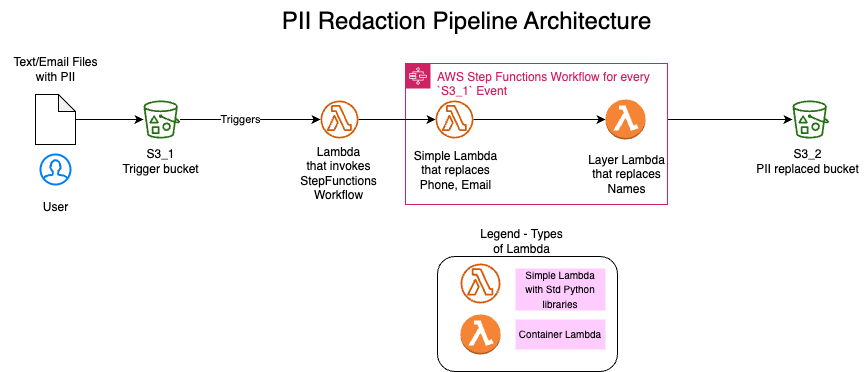 PII Redaction Pipeline Architecture
Text/Email Files
with PII
User
S3_1
Trigger bucket
Triggers
Lambda
that invokes
StepFunctions
Workflow
AWS Step Functions Workflow for every
`S3_1` Event
Simple Lambda
that replaces
Phone, Email
Layer Lambda
that replaces
Names
S3_2
PII replaced bucket
Legend - Types
of Lambda
Simple Lambda
with Std Python
libraries
Container Lambda